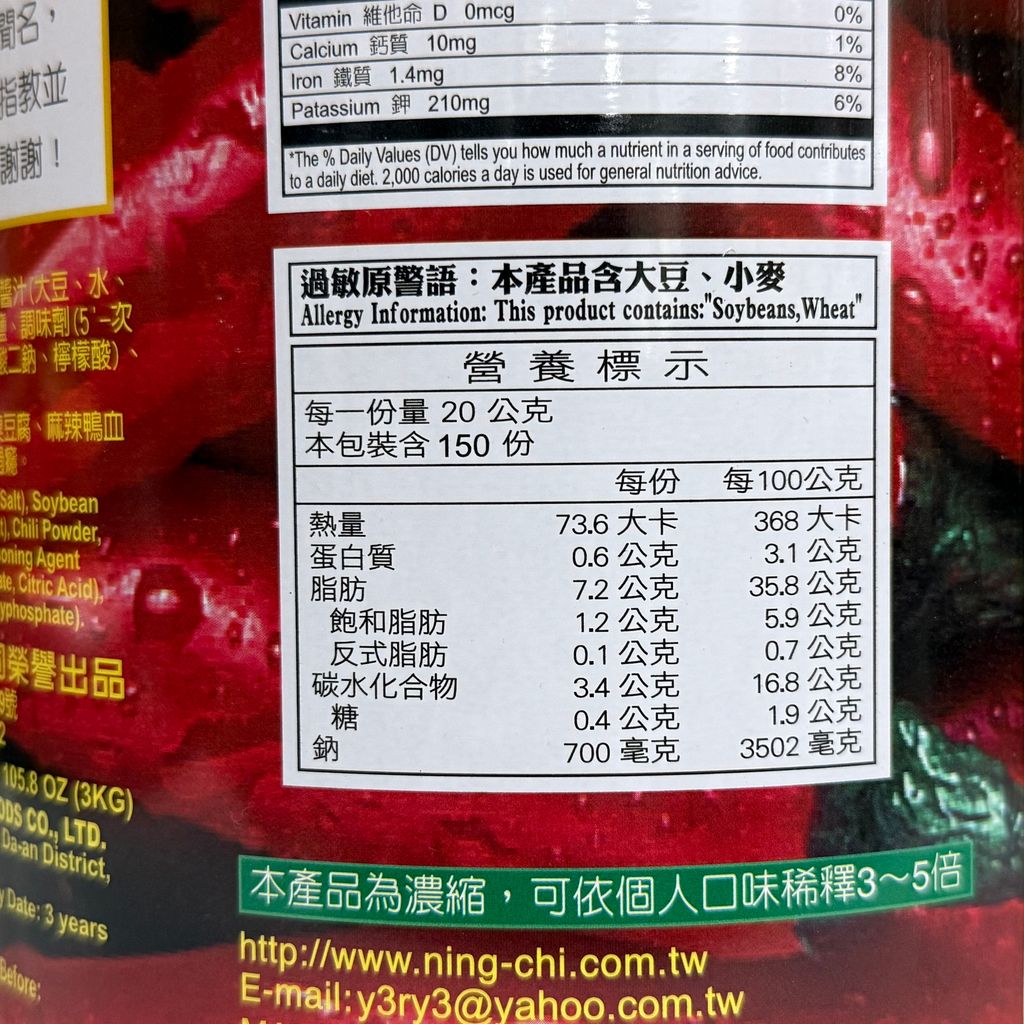 聞名，
指教並
謝謝！
Vitamin 維他命 D 0mcg 0%
Calcium 鈣質 10mg 1%
Iron 鐵質 1.4mg 8%
Patassium 鉀 210mg 6%
*The % Daily Values (DV) tells you how much a nutrient in a serving of food contributes
to a daily diet. 2,000 calories a day is used for general nutrition advice.
醬汁(大豆、水、
、調味劑(5'-次
二鈉、檸檬酸)、
豆腐、麻辣鴨血
Salt), Soybean
t), Chili Powder,
oning Agent
ate, Citric Acid),
yphosphate).
榮譽出品
號
2
105.8 OZ (3KG)
ODS CO., LTD.
Da-an District,
y Date: 3 years
Before:
過敏原警語：本產品含大豆、小麥
Allergy Information: This product contains:"Soybeans,Wheat"
營養標示
每一份量 20 公克
本包裝含 150 份
每份 每100公克
熱量 73.6 大卡 368 大卡
蛋白質 0.6 公克 3.1 公克
脂肪 7.2 公克 35.8 公克
飽和脂肪 1.2 公克 5.9 公克
反式脂肪 0.1 公克 0.7 公克
碳水化合物 3.4 公克 16.8 公克
糖 0.4 公克 1.9 公克
鈉 700 毫克 3502 毫克
本產品為濃縮，可依個人口味稀釋3～5倍
http://www.ning-chi.com.tw
E-mail:y3ry3@yahoo.com.tw